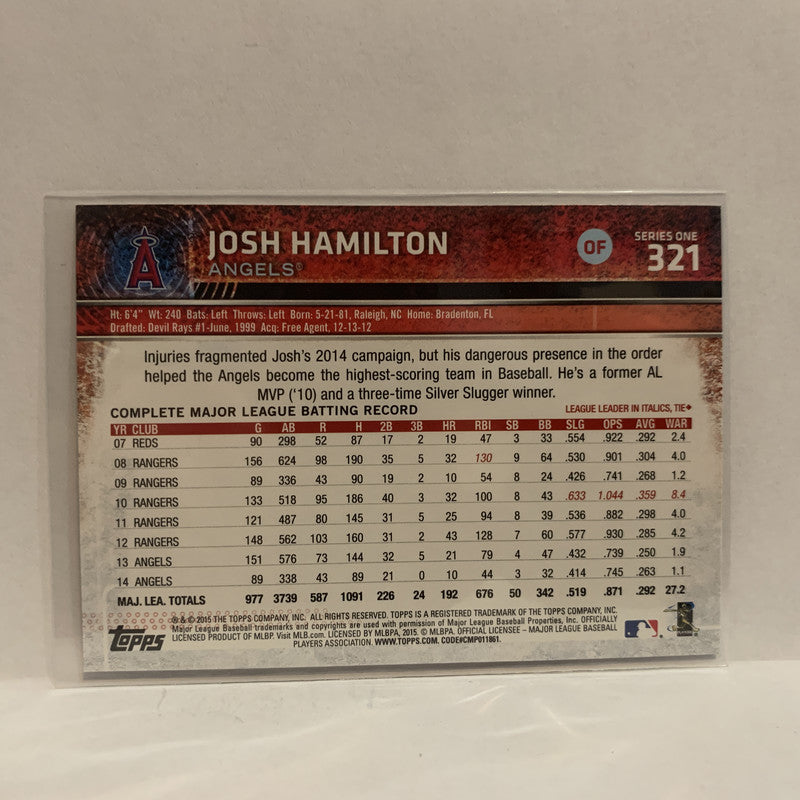 A
JOSH HAMILTON
ANGELS®
OF
SERIES ONE
321
Ht: 6'4" Wt: 240 Bats: Left Throws: Left Born: 5-21-81, Raleigh, NC Home: Bradenton, FL
Drafted: Devil Rays #1-June, 1999 Acq: Free Agent, 12-13-12
Injuries fragmented Josh's 2014 campaign, but his dangerous presence in the order
helped the Angels become the highest-scoring team in Baseball. He's a former AL
MVP ('10) and a three-time Silver Slugger winner.
COMPLETE MAJOR LEAGUE BATTING RECORD LEAGUE LEADER IN ITALICS, TIE♦
YR CLUB G AB R H 2B 3B HR RBI SB BB SLG OPS AVG WAR
07 REDS 90 298 52 87 17 2 19 47 3 33 .554 .922 .292 2.4
08 RANGERS 156 624 98 190 35 5 32 130 9 64 .530 .901 .304 4.0
09 RANGERS 89 336 43 90 19 2 10 54 8 24 .426 .741 .268 1.2
10 RANGERS 133 518 95 186 40 3 32 100 8 43 .633 1.044 .359 8.4
11 RANGERS 121 487 80 145 31 5 25 94 8 39 .536 .882 .298 4.0
12 RANGERS 148 562 103 160 31 2 43 128 7 60 .577 .930 .285 4.2
13 ANGELS 151 576 73 144 32 5 21 79 4 47 .432 .739 .250 1.9
14 ANGELS 89 338 43 89 21 0 10 44 3 32 .414 .745 .263 1.1
MAJ. LEA. TOTALS 977 3739 587 1091 226 24 192 676 50 342 .519 .871 .292 27.2
Topps
® & © 2015 THE TOPPS COMPANY, INC. ALL RIGHTS RESERVED. TOPPS IS A REGISTERED TRADEMARK OF THE TOPPS COMPANY, INC.
Major League Baseball trademarks and copyrights are used with permission of Major League Baseball Properties, Inc. OFFICIALLY
LICENSED PRODUCT OF MLBP. Visit MLB.com. LICENSED BY MLBPA, 2015. © MLBPA. OFFICIAL LICENSEE – MAJOR LEAGUE BASEBALL
PLAYERS ASSOCIATION. WWW.TOPPS.COM. CODE#CMP011861.